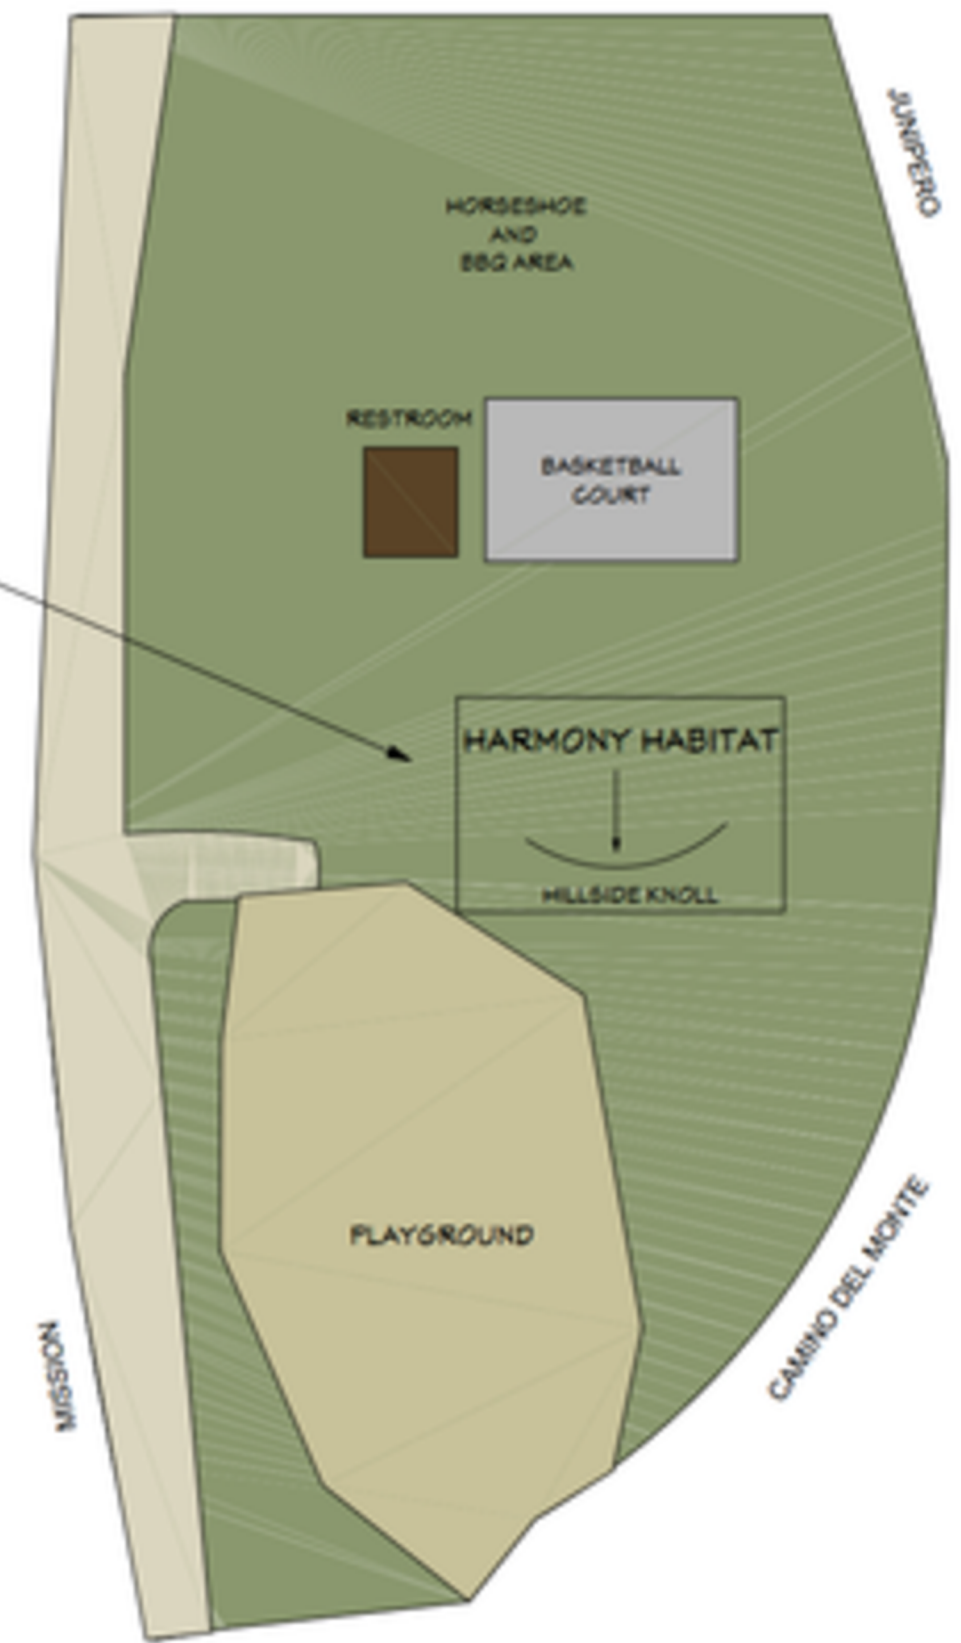 JUNIPERO
HORSESHOE
AND
BBQ AREA
RESTROOM
BASKETBALL
COURT
HARMONY HABITAT
HILLSIDE KNOLL
PLAYGROUND
CAMINO DEL MONTE
MISSION